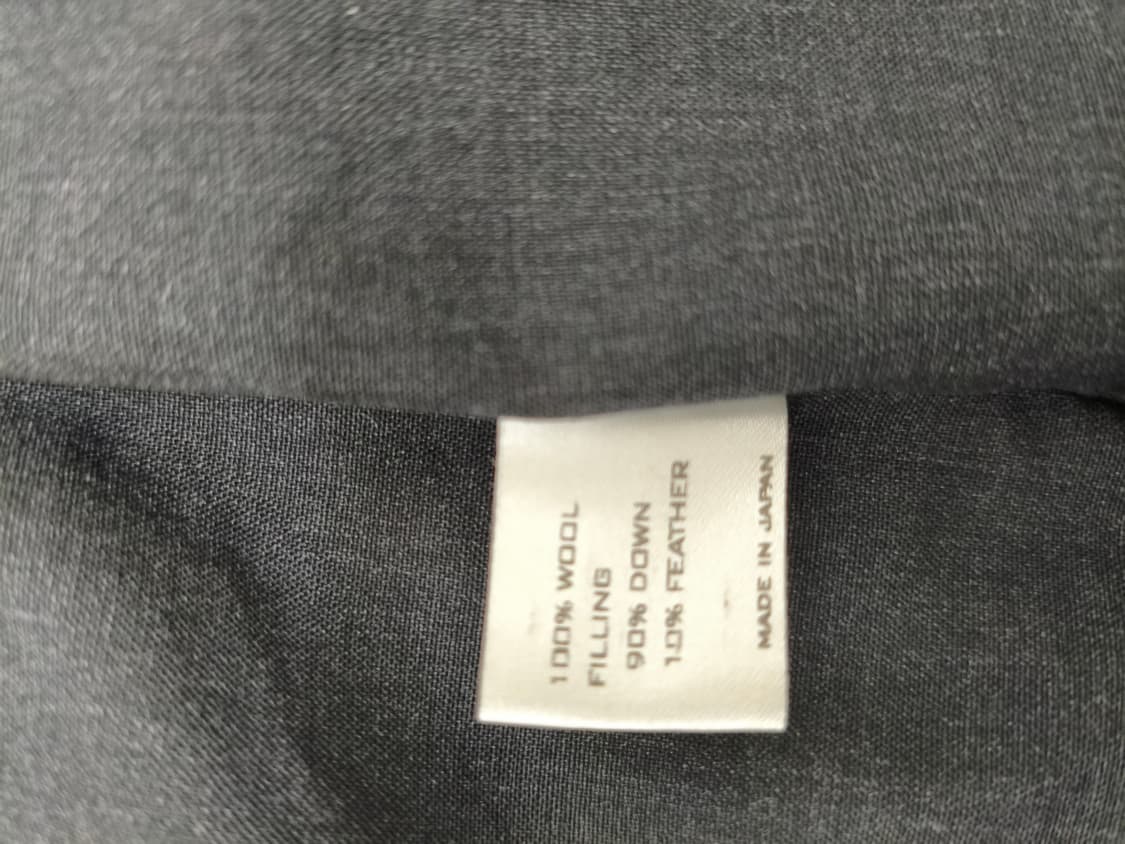 100% WOOL
FILLING
90% DOWN
10% FEATHER
MADE IN JAPAN